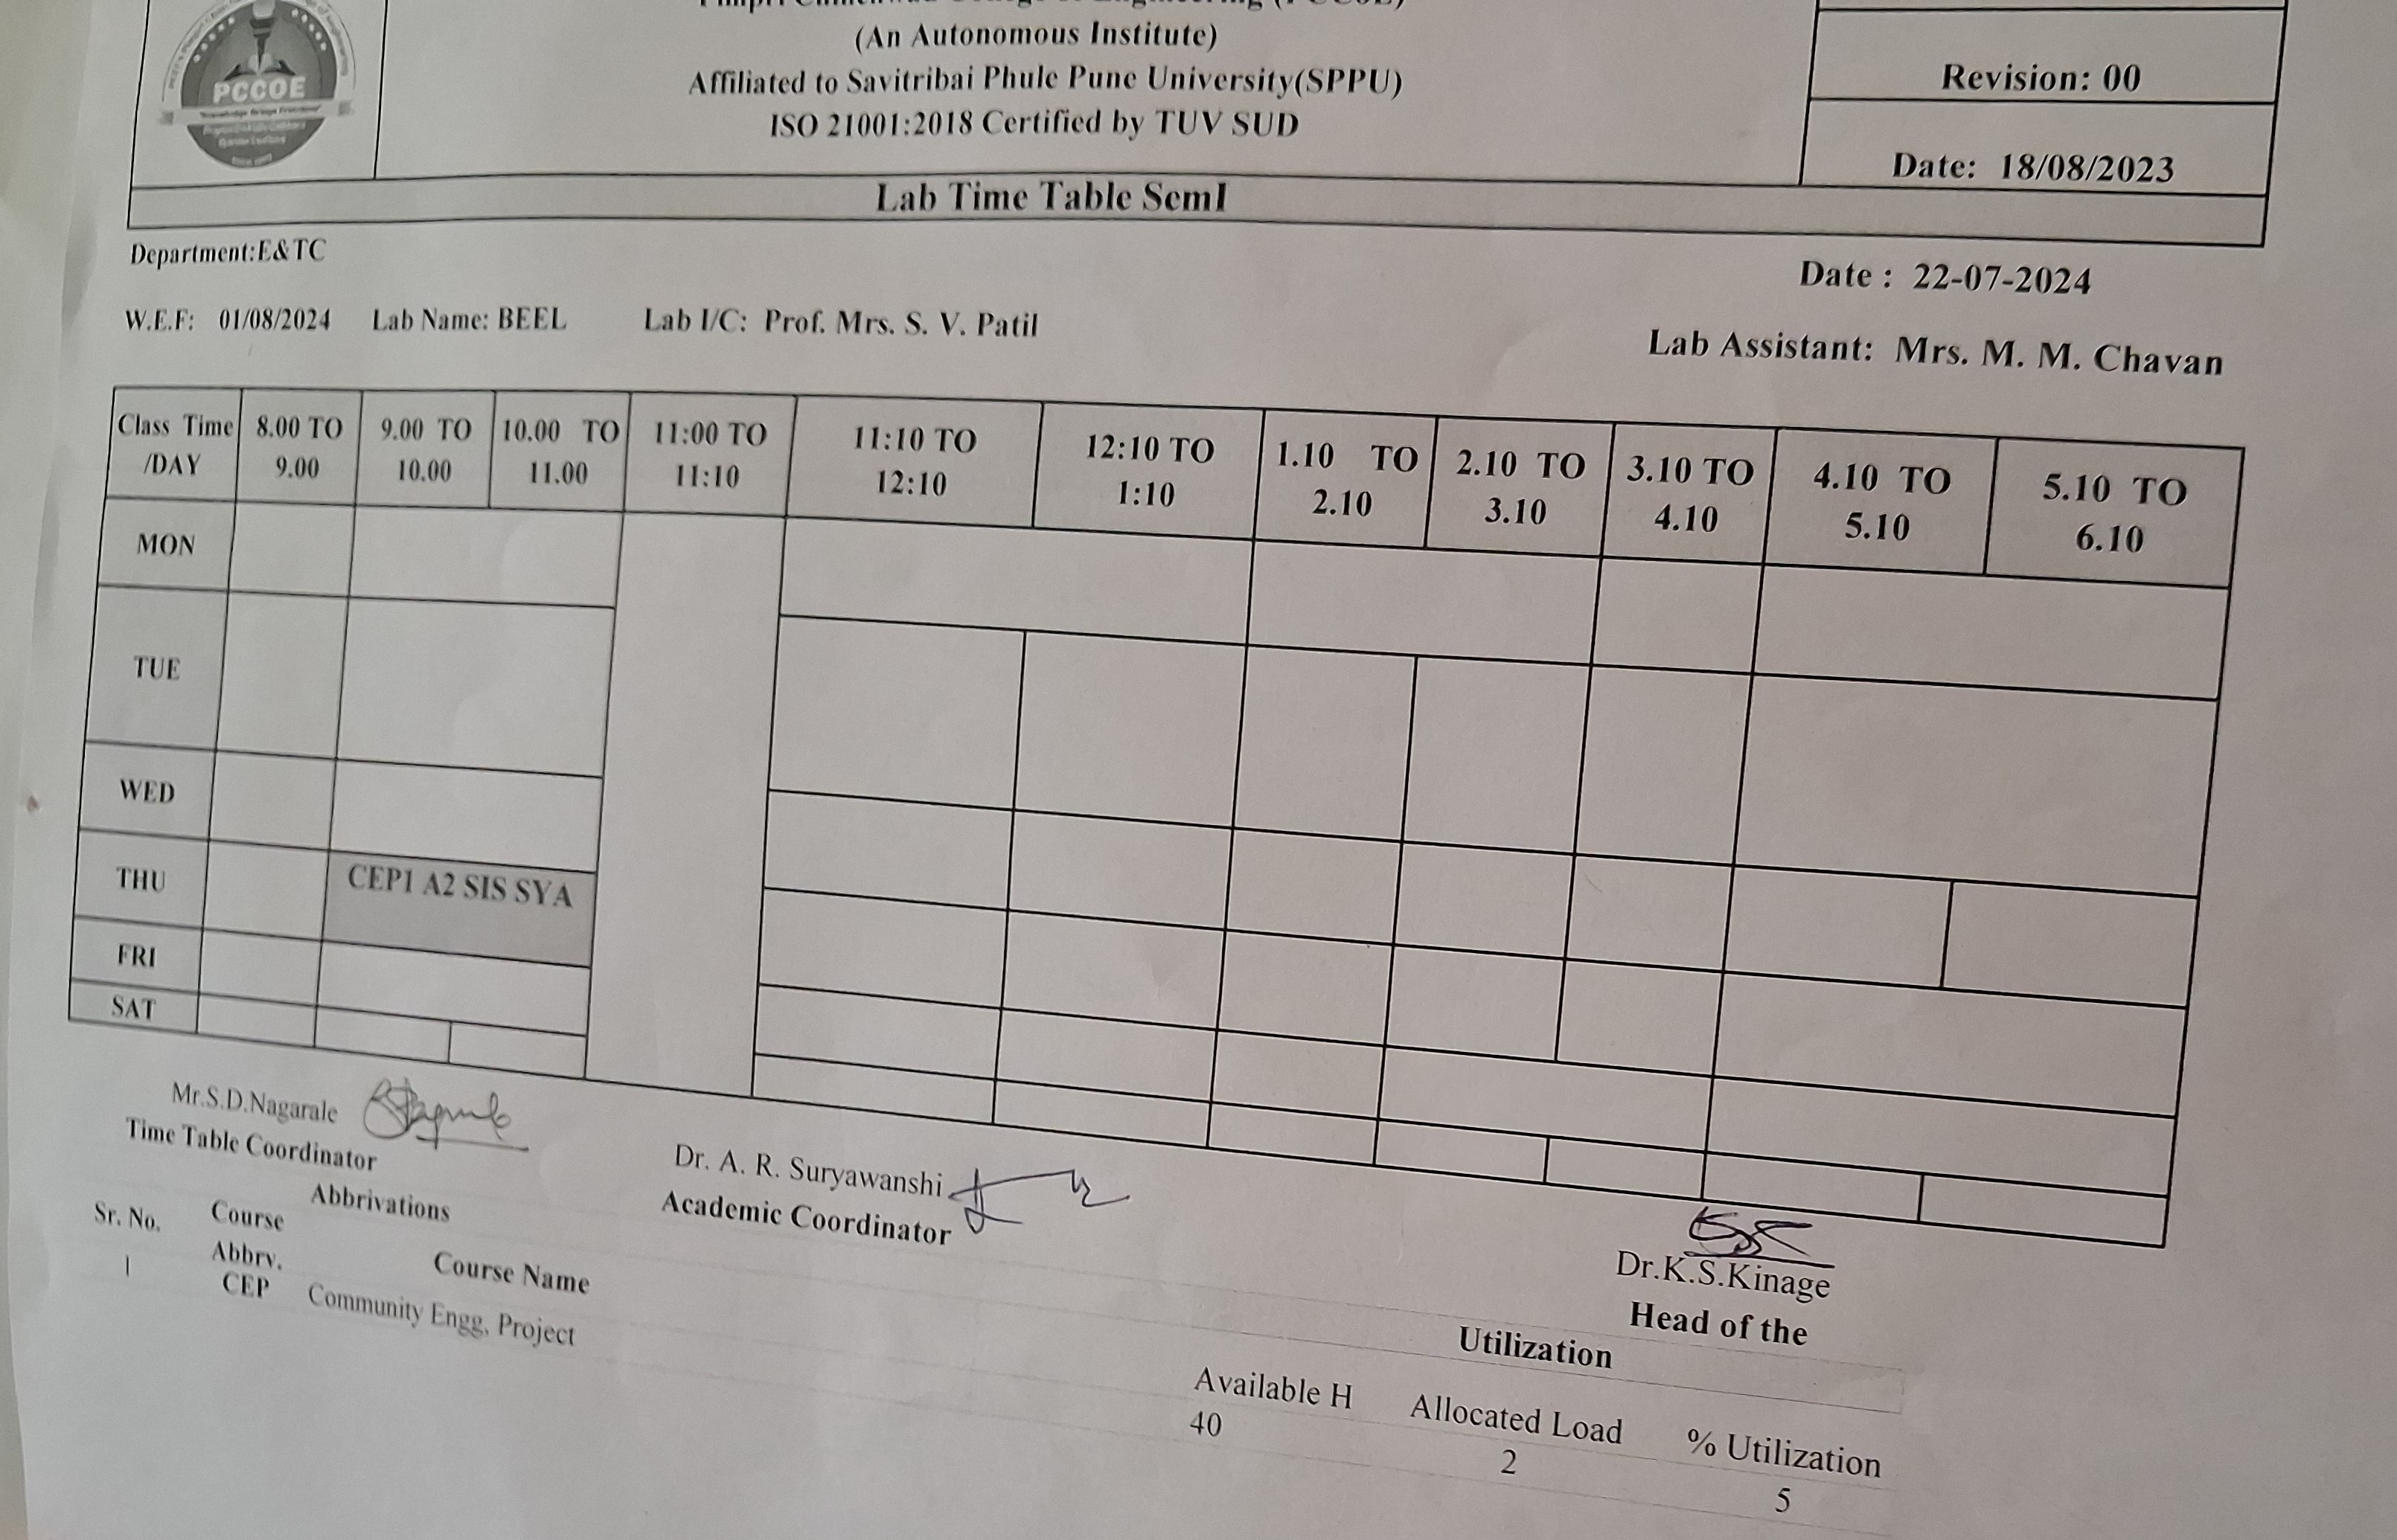 PCCOE
(An Autonomous Institute)
Affiliated to Savitribai Phule Pune University(SPPU)
ISO 21001:2018 Certified by TUV SUD
Revision: 00
Date: 18/08/2023
Lab Time Table SemI
Department:E&TC
Date : 22-07-2024
W.E.F: 01/08/2024 Lab Name: BEEL Lab I/C: Prof. Mrs. S. V. Patil
Lab Assistant: Mrs. M. M. Chavan
Class Time /DAY 8.00 TO 9.00 9.00 TO 10.00 10.00 TO 11.00 11:00 TO 11:10 11:10 TO 12:10 12:10 TO 1:10 1.10 TO 2.10 2.10 TO 3.10 3.10 TO 4.10 4.10 TO 5.10 5.10 TO 6.10
MON
TUE
WED
THU CEP1 A2 SIS SYA
FRI
SAT
Mr.S.D.Nagarale
Time Table Coordinator
Dr. A. R. Suryawanshi
Academic Coordinator
Dr.K.S.Kinage
Head of the
Abbrivations
Sr. No. Course Abbrv. Course Name
1 CEP Community Engg. Project
Utilization
Available H Allocated Load % Utilization
40 2 5